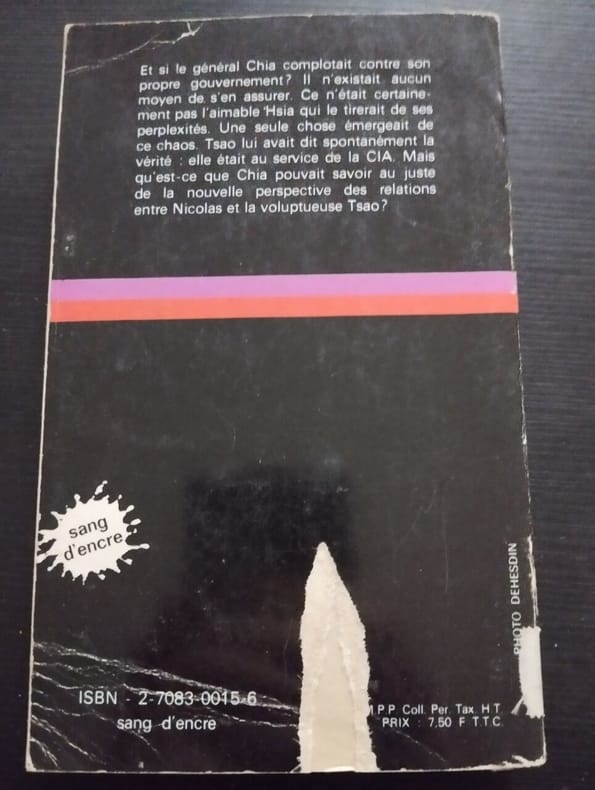 Et si le général Chia complotait contre son
propre gouvernement? Il n'existait aucun
moyen de s'en assurer. Ce n'était certaine-
ment pas l'aimable Hsia qui le tirerait de ses
perplexités. Une seule chose émergeait de
ce chaos. Tsao lui avait dit spontanément la
vérité : elle était au service de la CIA. Mais
qu'est-ce que Chia pouvait savoir au juste
de la nouvelle perspective des relations
entre Nicolas et la voluptueuse Tsao?
sang
d'encre
PHOTO DEHESDIN
ISBN - 2-7083-0015-6
sang d'encre
.P.P. Coll. Per. Tax. H.T.
PRIX : 7,50 F T.T.C.